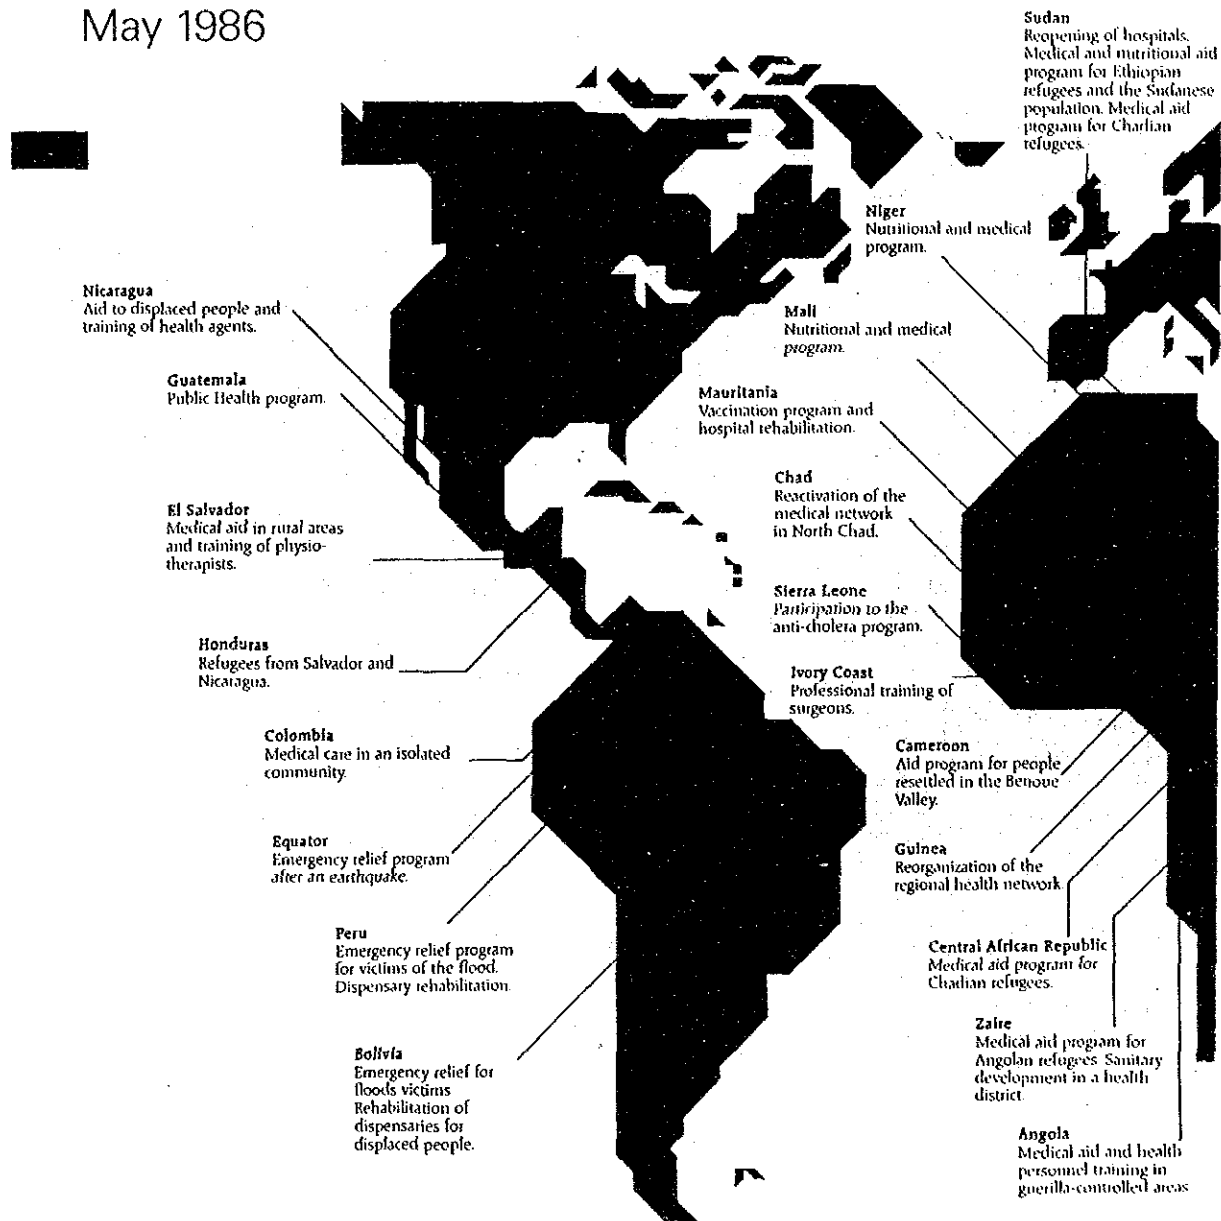 May 1986
Sudan
Reopening of hospitals.
Medical and nutritional aid
program for Ethiopian
refugees and the Sudanese
population. Medical aid
program for Chadian
refugees.
Niger
Nutritional and medical
program.
Nicaragua
Aid to displaced people and
training of health agents.
Mali
Nutritional and medical
program.
Guatemala
Public Health program.
Mauritania
Vaccination program and
hospital rehabilitation.
Chad
Reactivation of the
medical network
in North Chad.
El Salvador
Medical aid in rural areas
and training of physio-
therapists.
Sierra Leone
Participation to the
anti-cholera program.
Honduras
Refugees from Salvador and
Nicaragua.
Ivory Coast
Professional training of
surgeons.
Colombia
Medical care in an isolated
community.
Cameroon
Aid program for people
resettled in the Benoue
Valley.
Equator
Emergency relief program
after an earthquake.
Guinea
Reorganization of the
regional health network.
Peru
Emergency relief program
for victims of the flood.
Dispensary rehabilitation.
Central African Republic
Medical aid program for
Chadian refugees.
Zaire
Medical aid program for
Angolan refugees. Sanitary
development in a health
district.
Bolivia
Emergency relief for
floods victims
Rehabilitation of
dispensaries for
displaced people.
Angola
Medical aid and health
personnel training in
guerilla-controlled areas